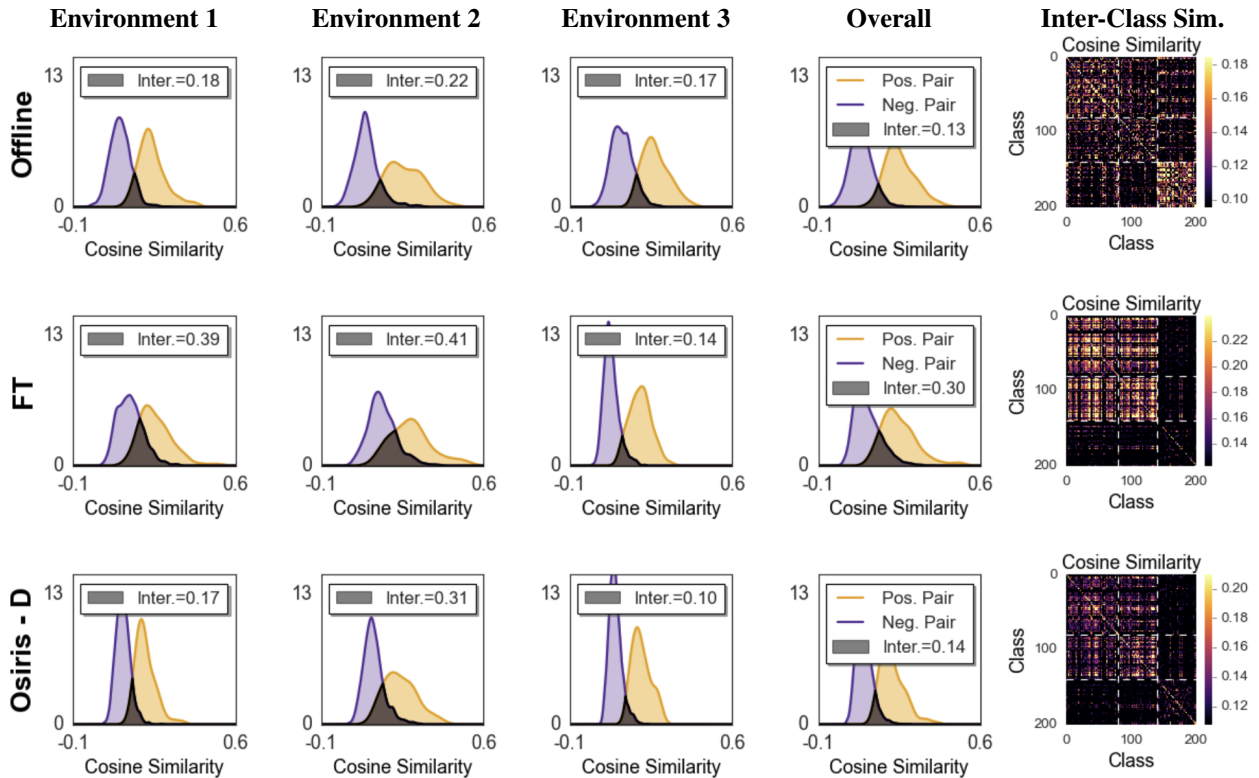 Environment 1
Environment 2
Environment 3
Overall
Inter-Class Sim.
Offline
13
0
Inter.=0.18
-0.1
0.6
Cosine Similarity
13
0
Inter.=0.22
-0.1
0.6
Cosine Similarity
13
0
Inter.=0.17
-0.1
0.6
Cosine Similarity
13
0
Pos. Pair
Neg. Pair
Inter.=0.13
-0.1
0.6
Cosine Similarity
Cosine Similarity
Class
0
100
200
0
100
200
Class
0.18
0.16
0.14
0.12
0.10
FT
13
0
Inter.=0.39
-0.1
0.6
Cosine Similarity
13
0
Inter.=0.41
-0.1
0.6
Cosine Similarity
13
0
Inter.=0.14
-0.1
0.6
Cosine Similarity
13
0
Pos. Pair
Neg. Pair
Inter.=0.30
-0.1
0.6
Cosine Similarity
Cosine Similarity
Class
0
100
200
0
100
200
Class
0.22
0.20
0.18
0.16
0.14
Osiris - D
13
0
Inter.=0.17
-0.1
0.6
Cosine Similarity
13
0
Inter.=0.31
-0.1
0.6
Cosine Similarity
13
0
Inter.=0.10
-0.1
0.6
Cosine Similarity
13
0
Pos. Pair
Neg. Pair
Inter.=0.14
-0.1
0.6
Cosine Similarity
Cosine Similarity
Class
0
100
200
0
100
200
Class
0.20
0.18
0.16
0.14
0.12